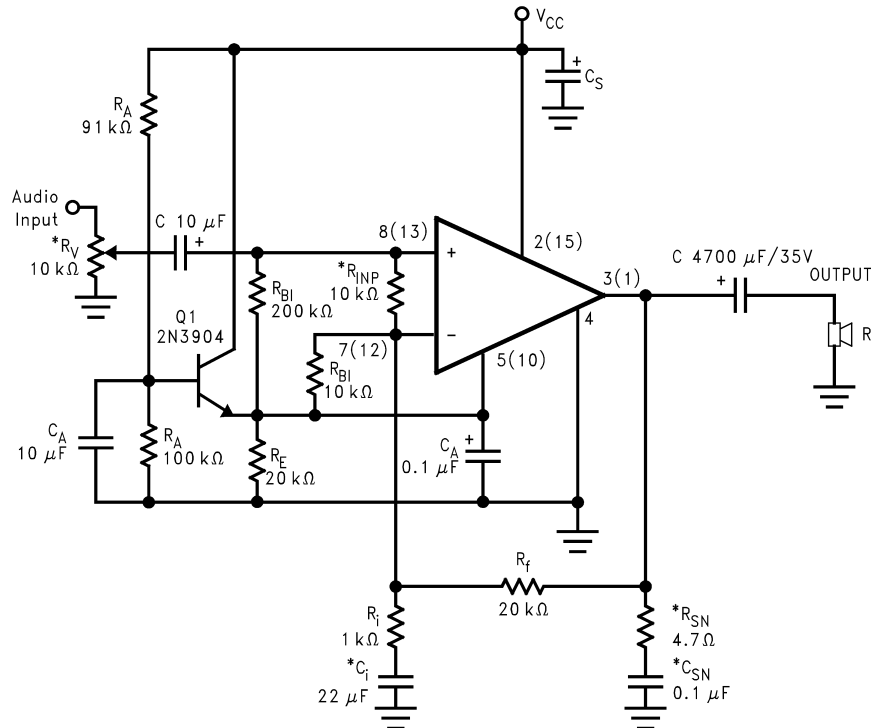 V_CC
+
C_S
R_A
91 kΩ
Audio
Input
*R_V
10 kΩ
C 10 µF
+
8(13)
+
2(15)
C 4700 µF/35V
+
3(1)
OUTPUT
*R_INP
10 kΩ
R_BI
200 kΩ
Q1
2N3904
4
R
−
7(12)
5(10)
R_BI
10 kΩ
C_A
10 µF
R_A
100 kΩ
R_E
20 kΩ
C_A
+
0.1 µF
R_f
20 kΩ
R_i
1 kΩ
*R_SN
4.7Ω
*C_i
22 µF
*C_SN
0.1 µF